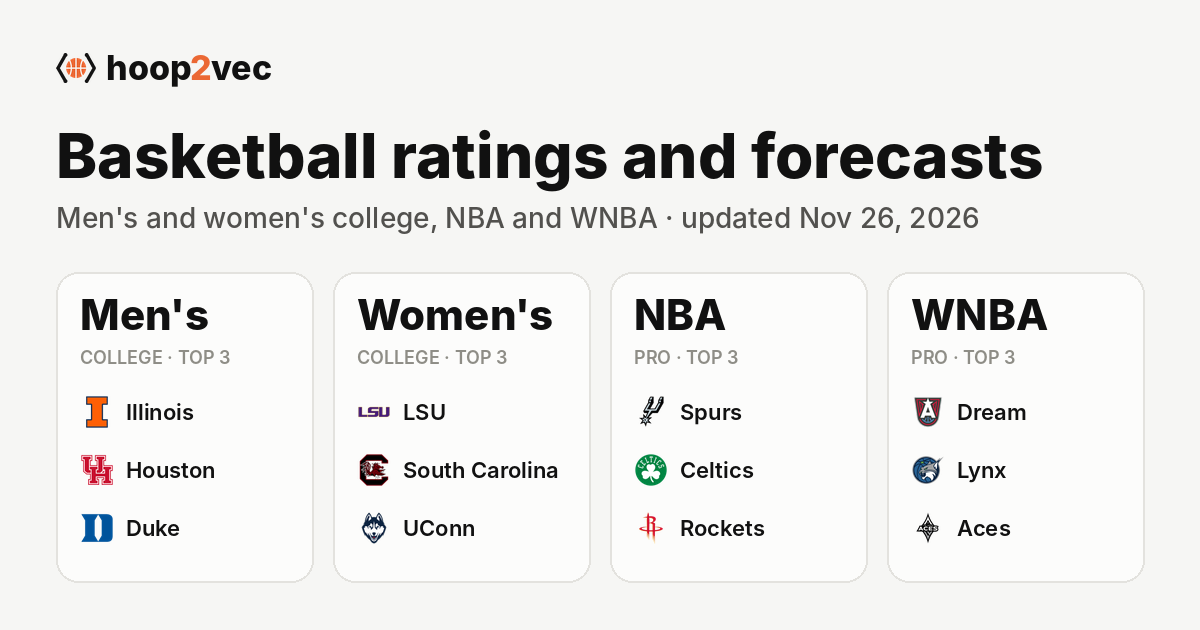 hoop2vec
Basketball ratings and forecasts
Men's and women's college, NBA and WNBA · updated Nov 26, 2026
Men's
COLLEGE · TOP 3
Illinois
Houston
Duke
Women's
COLLEGE · TOP 3
LSU
LSU
South Carolina
UConn
NBA
PRO · TOP 3
Spurs
CELTICS
Celtics
Rockets
WNBA
PRO · TOP 3
Dream
Lynx
ACES
Aces